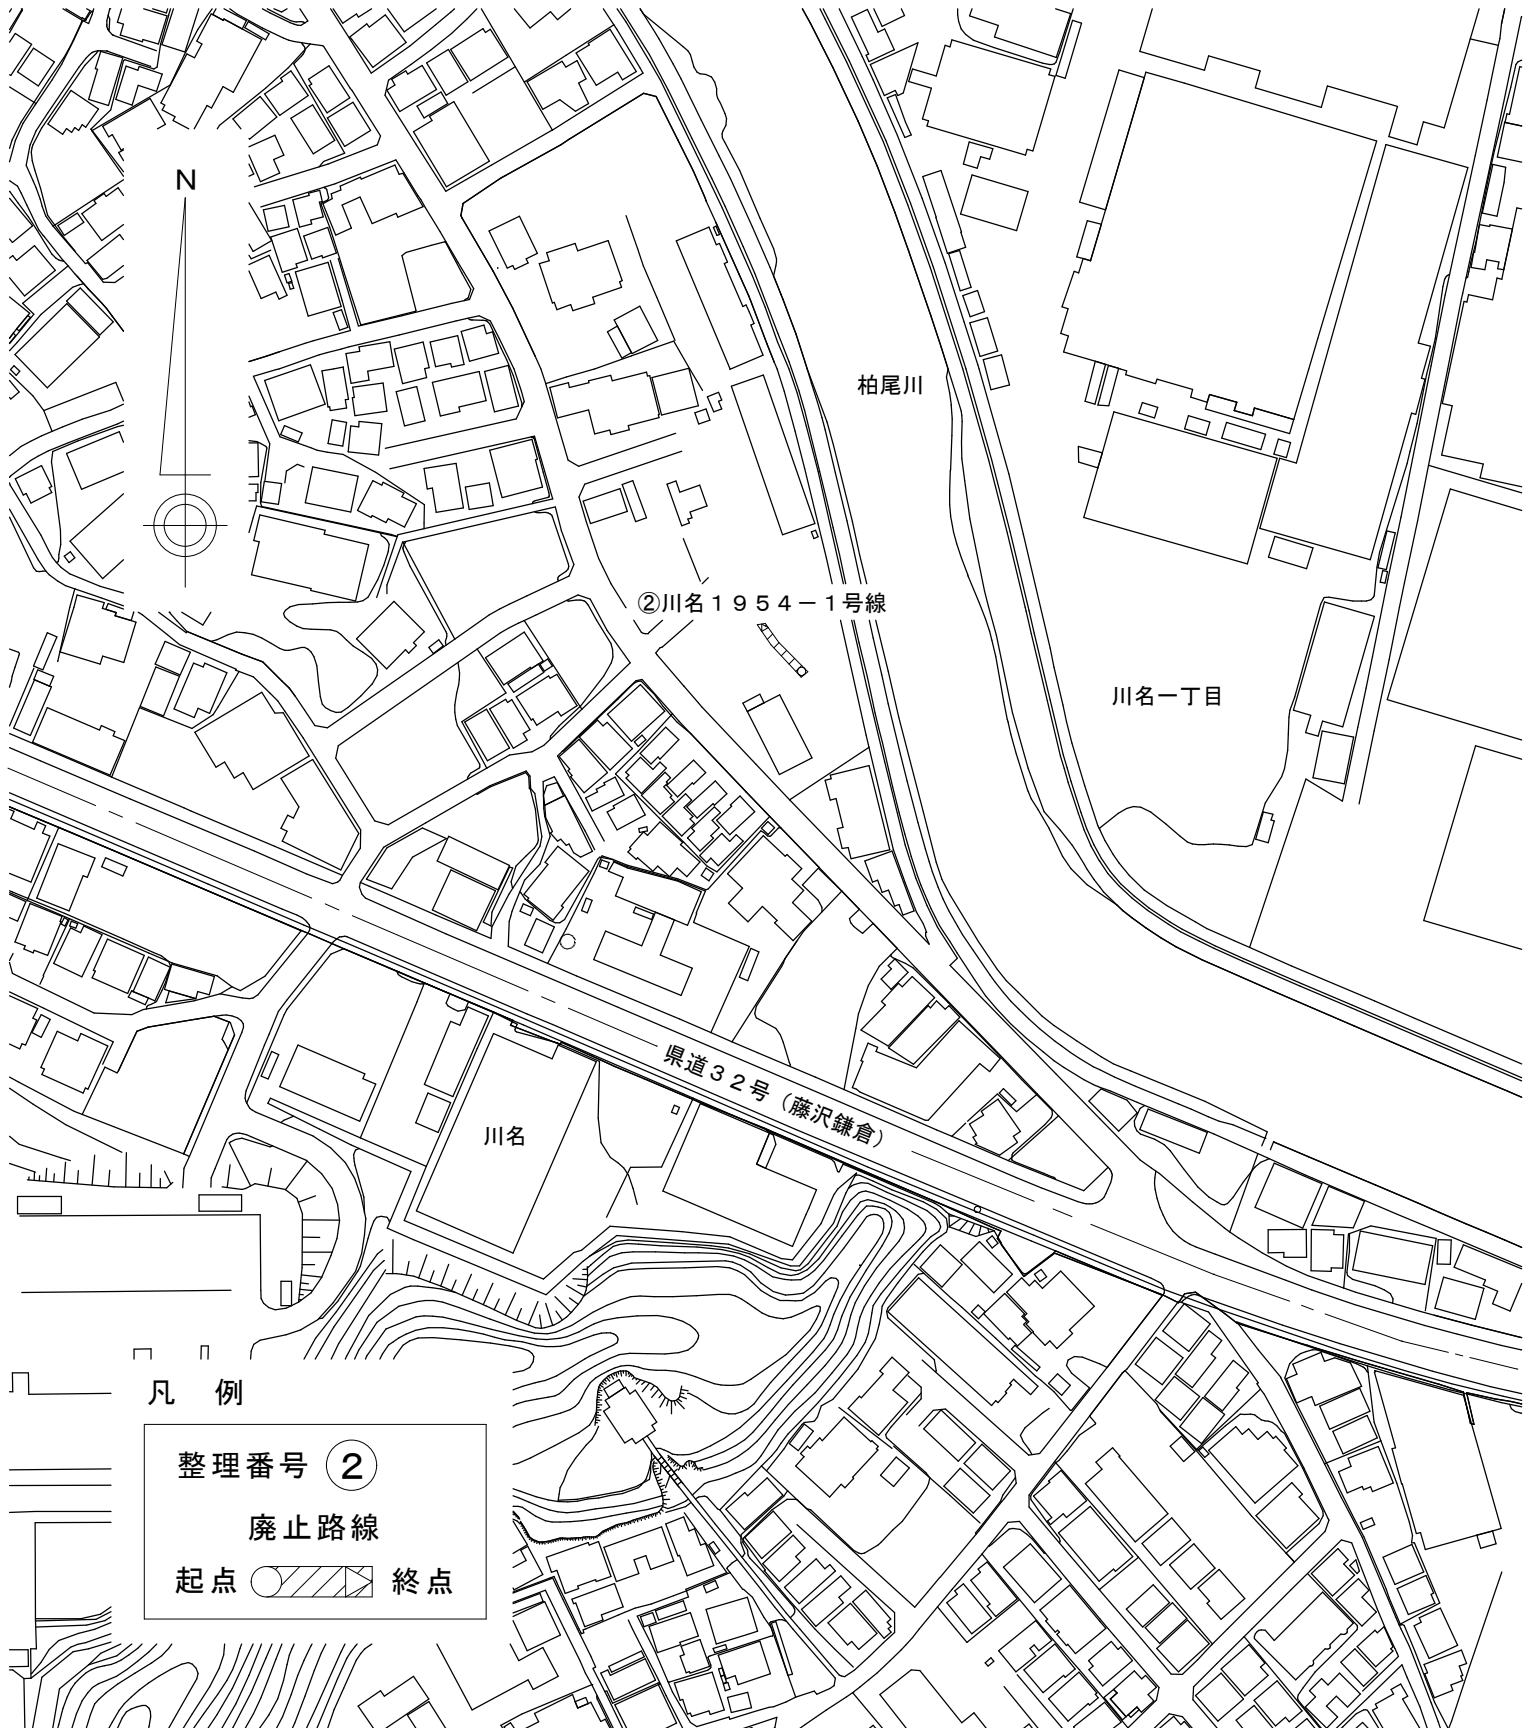 N
柏尾川
②川名1954-1号線
川名一丁目
県道32号(藤沢鎌倉)
川名
凡 例
整理番号 ②
廃止路線
起点 終点